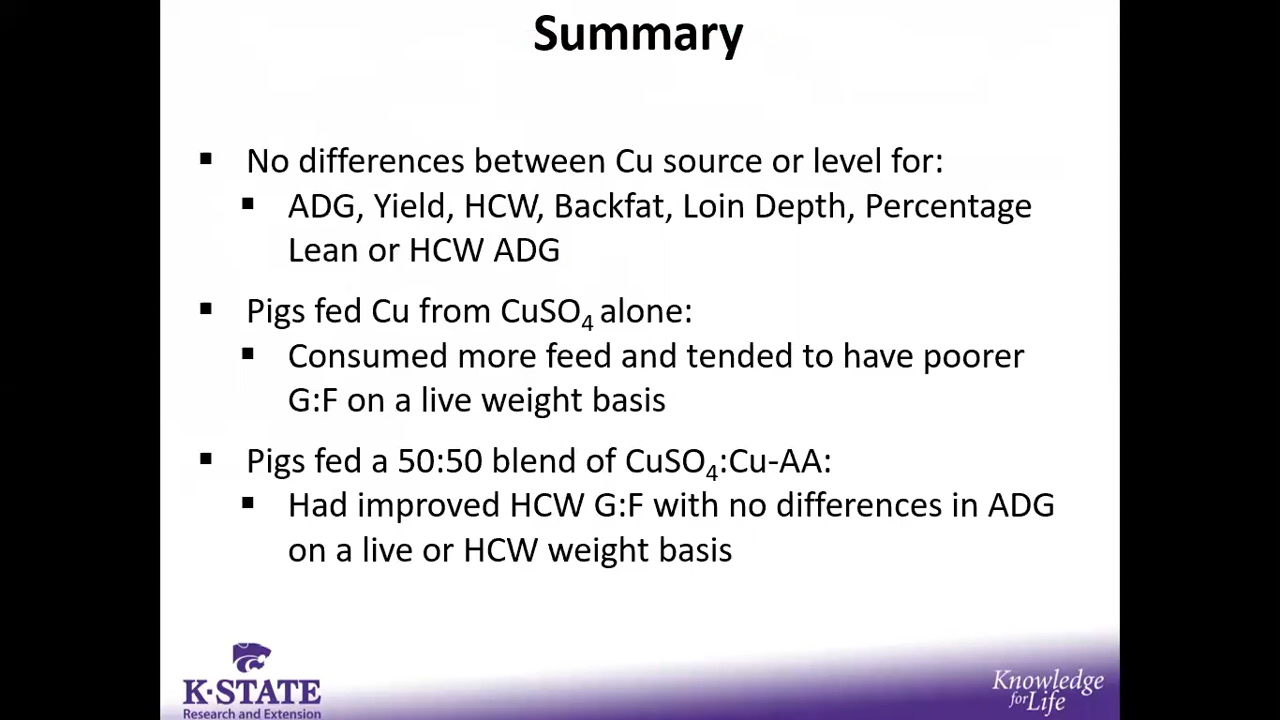 Summary
▪ No differences between Cu source or level for:
▪ ADG, Yield, HCW, Backfat, Loin Depth, Percentage
Lean or HCW ADG
▪ Pigs fed Cu from CuSO₄ alone:
▪ Consumed more feed and tended to have poorer
G:F on a live weight basis
▪ Pigs fed a 50:50 blend of CuSO₄:Cu-AA:
▪ Had improved HCW G:F with no differences in ADG
on a live or HCW weight basis
K-STATE
Research and Extension
Knowledge
for Life